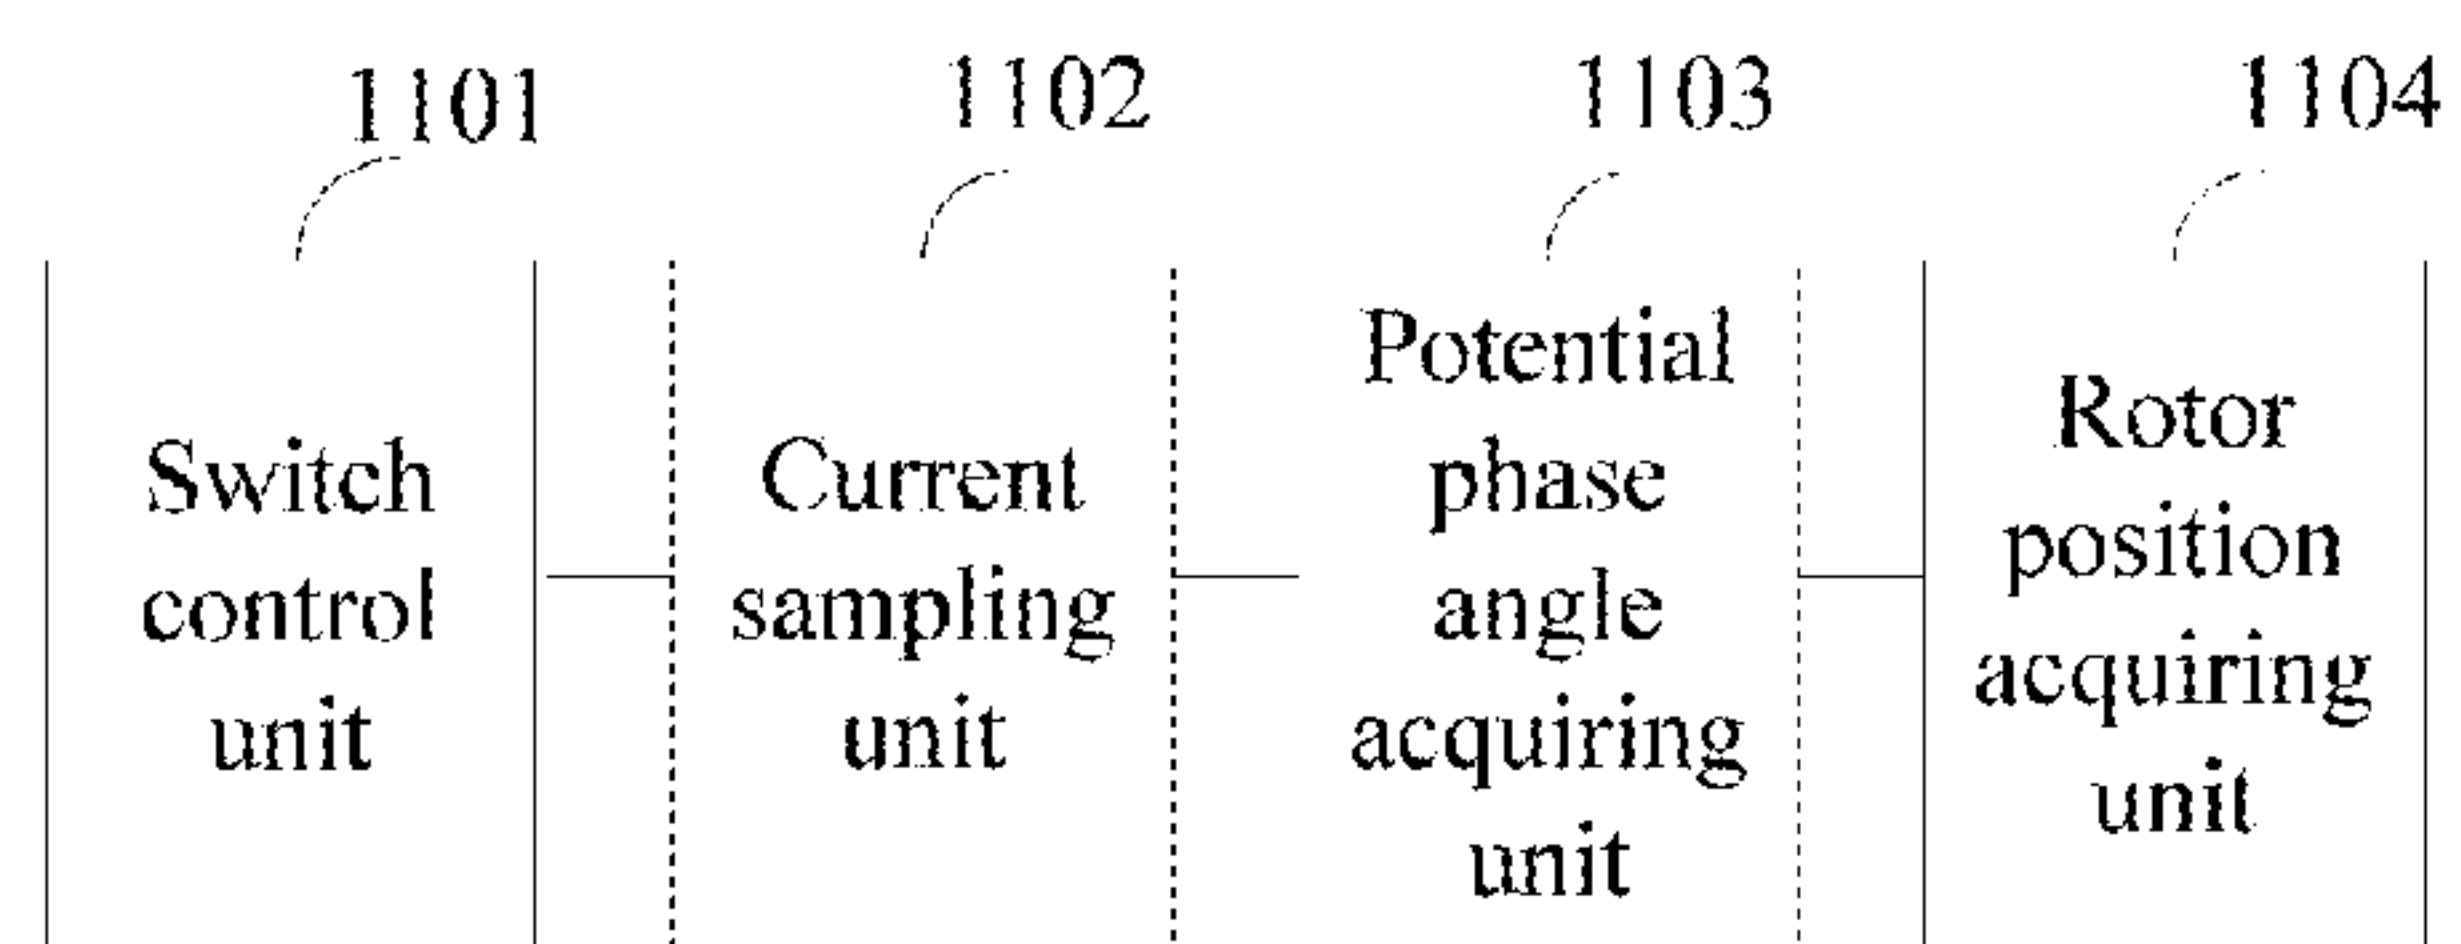 1101
1102
1103
1104
Switch
control
unit
Current
sampling
unit
Potential
phase
angle
acquiring
unit
Rotor
position
acquiring
unit